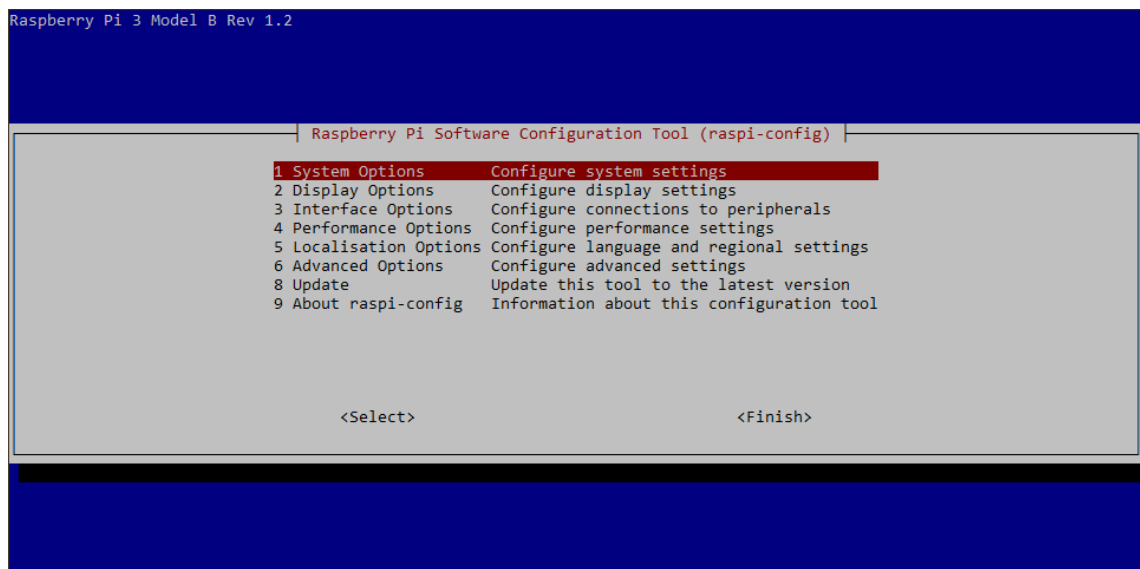 Raspberry Pi 3 Model B Rev 1.2
Raspberry Pi Software Configuration Tool (raspi-config)
1 System Options Configure system settings
2 Display Options Configure display settings
3 Interface Options Configure connections to peripherals
4 Performance Options Configure performance settings
5 Localisation Options Configure language and regional settings
6 Advanced Options Configure advanced settings
8 Update Update this tool to the latest version
9 About raspi-config Information about this configuration tool
<Select> <Finish>